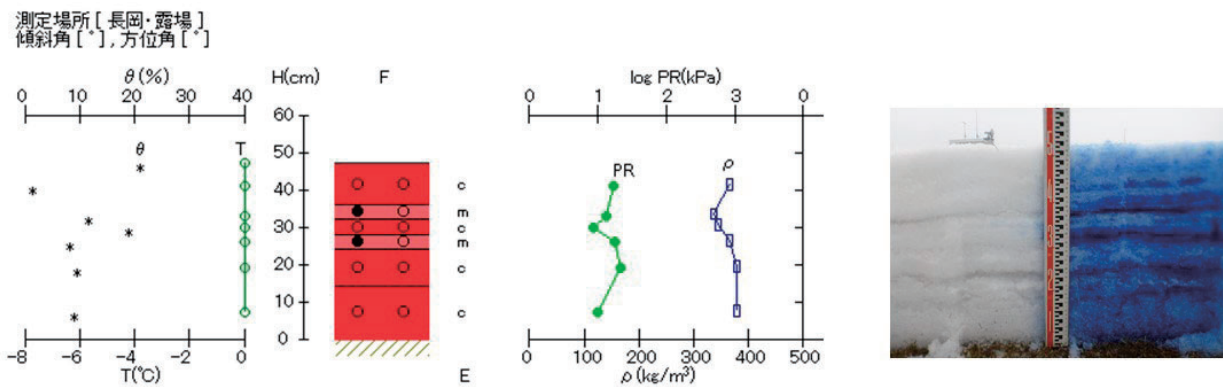 測定場所 [ 長岡・露場 ]
傾斜角 [ ° ] , 方位角 [ ° ]
θ (%) H(cm) F log PR(kPa)
0 10 20 30 40 0 1 2 3 0
60
θ T PR ρ
50
40 c
m
30 c
m
20 c
10 c
0
−8 −6 −4 −2 0 0 100 200 300 400 500
T(℃) E ρ (kg/m³)